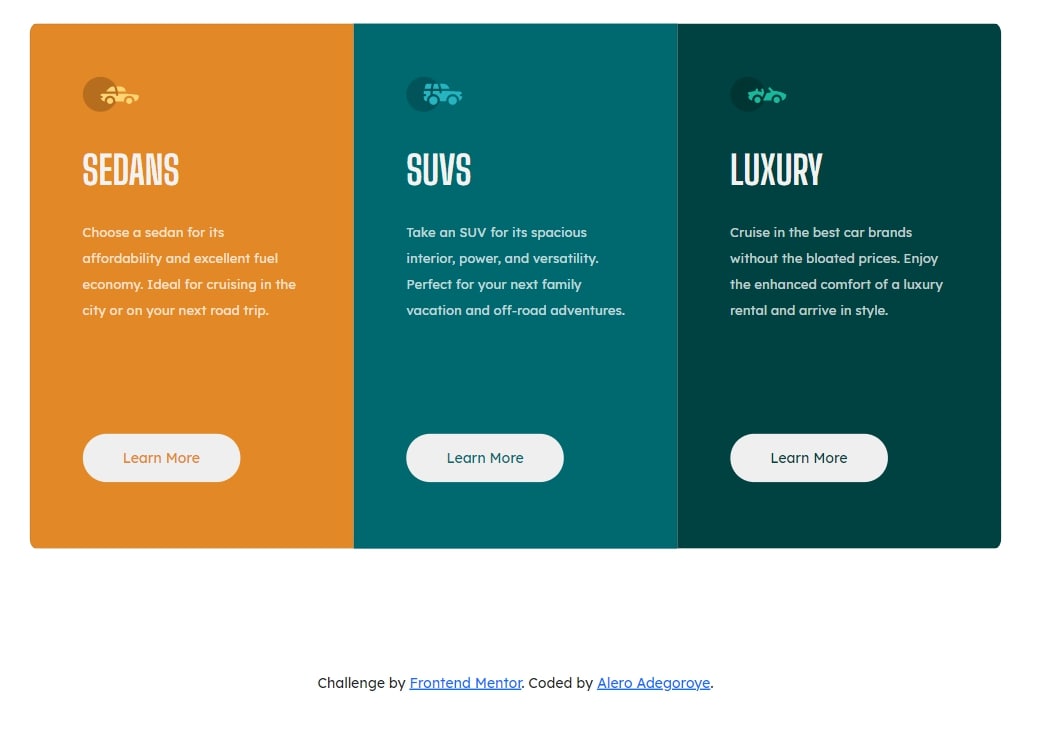 SEDANS
Choose a sedan for its
affordability and excellent fuel
economy. Ideal for cruising in the
city or on your next road trip.
Learn More
SUVS
Take an SUV for its spacious
interior, power, and versatility.
Perfect for your next family
vacation and off-road adventures.
Learn More
LUXURY
Cruise in the best car brands
without the bloated prices. Enjoy
the enhanced comfort of a luxury
rental and arrive in style.
Learn More
Challenge by Frontend Mentor. Coded by Alero Adegoroye.